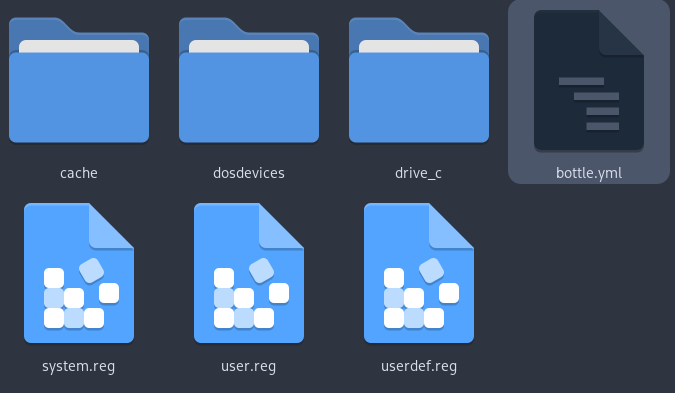 cache
dosdevices
drive_c
bottle.yml
system.reg
user.reg
userdef.reg